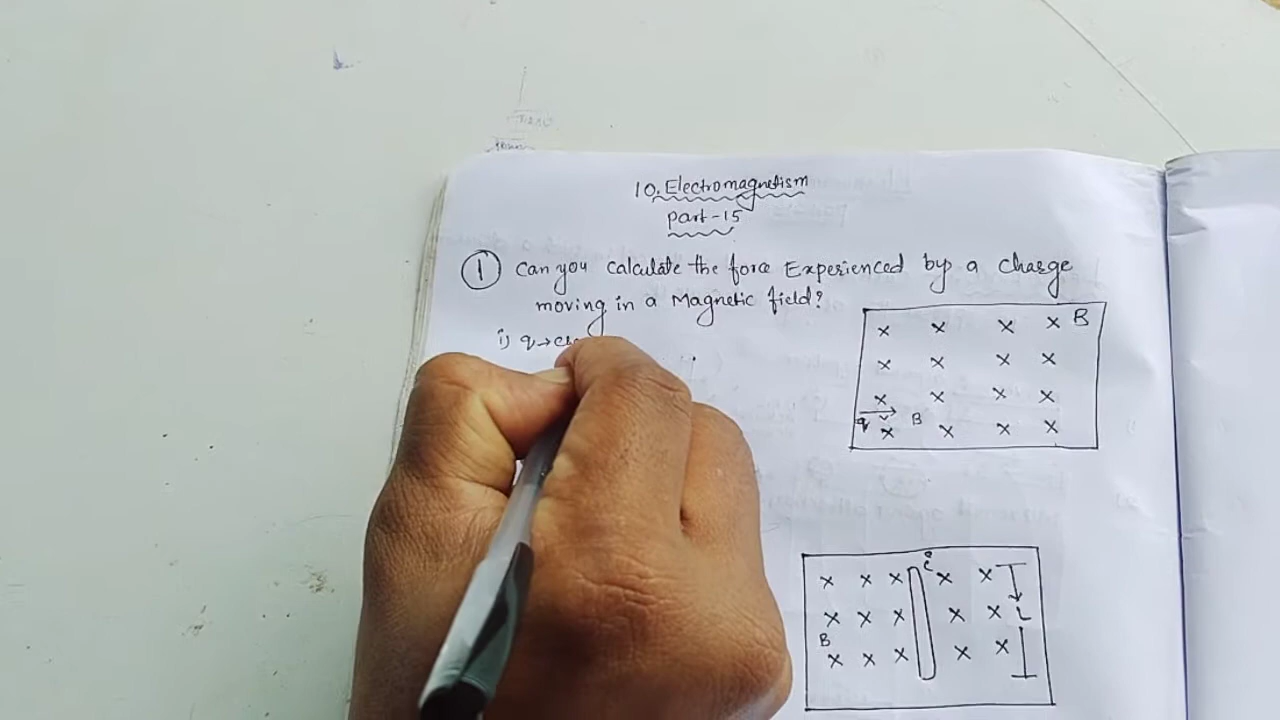 10. Electromagnetism
part-15
① Can you calculate the force Experienced by a charge
moving in a Magnetic field?
i) q→
× × × × B
× × × ×
× × × ×
q v B
× × × ×
i
× × × × ×
× × × × × L
B
× × × × ×